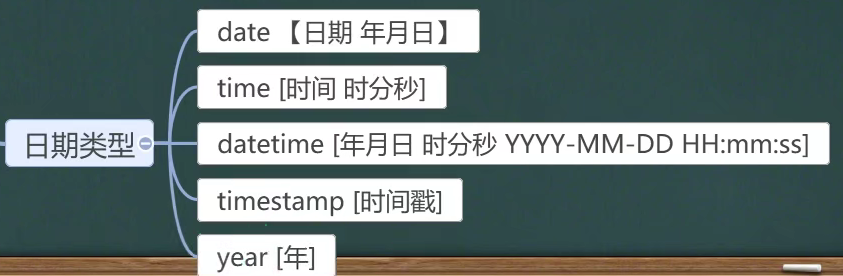 date 【日期 年月日】
time [时间 时分秒]
日期类型
datetime [年月日 时分秒 YYYY-MM-DD HH:mm:ss]
timestamp [时间戳]
year [年]